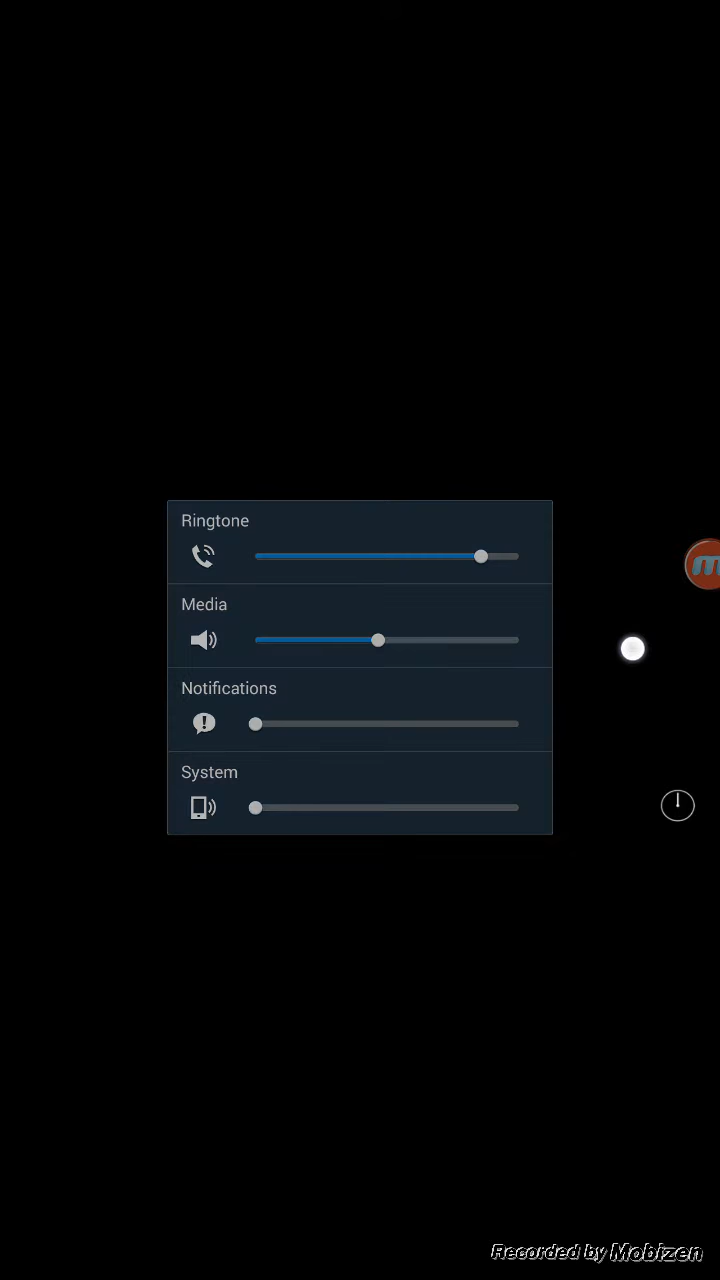 Ringtone
Media
Notifications
System
Recorded by Mobizen